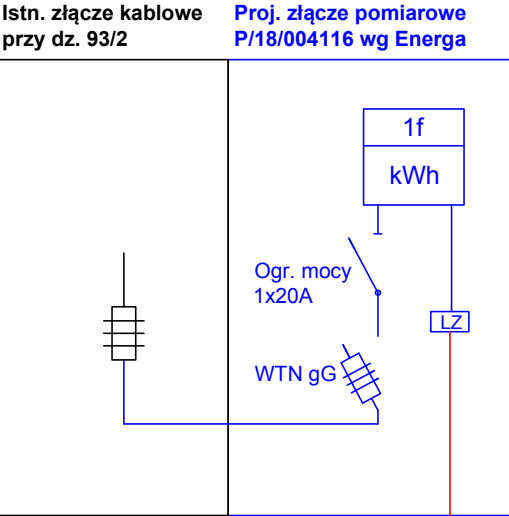 Istn. złącze kablowe
przy dz. 93/2
Proj. złącze pomiarowe
P/18/004116 wg Energa
1f
kWh
Ogr. mocy
1x20A
LZ
WTN gG